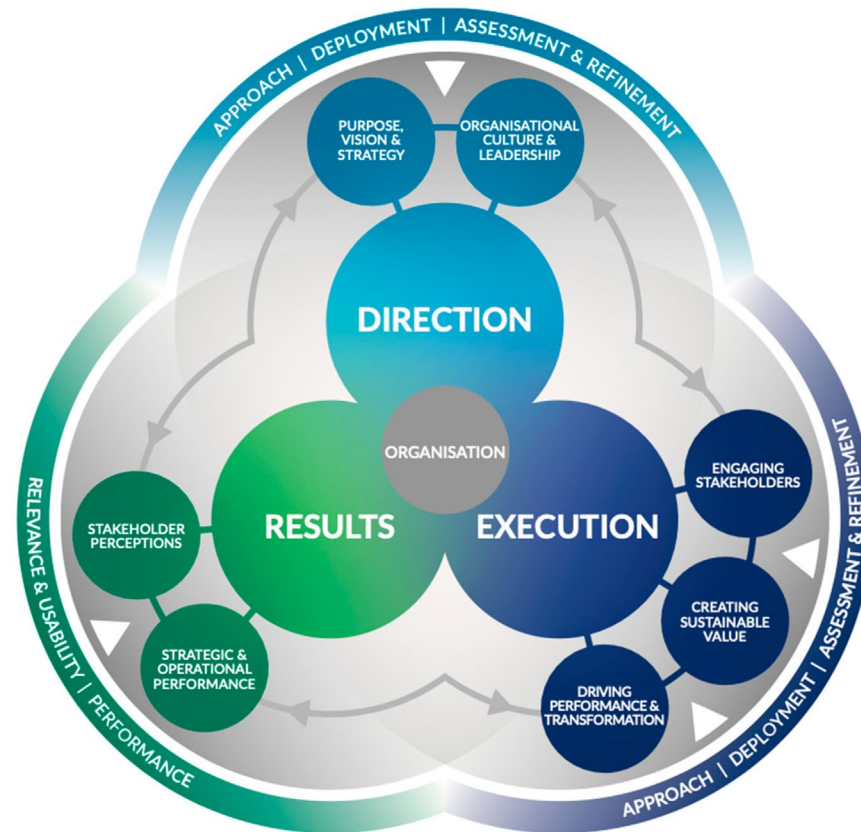 APPROACH | DEPLOYMENT | ASSESSMENT & REFINEMENT
PURPOSE,
VISION &
STRATEGY
ORGANISATIONAL
CULTURE &
LEADERSHIP
DIRECTION
ORGANISATION
RESULTS
EXECUTION
STAKEHOLDER
PERCEPTIONS
STRATEGIC &
OPERATIONAL
PERFORMANCE
ENGAGING
STAKEHOLDERS
CREATING
SUSTAINABLE
VALUE
DRIVING
PERFORMANCE &
TRANSFORMATION
RELEVANCE & USABILITY | PERFORMANCE
APPROACH | DEPLOYMENT | ASSESSMENT & REFINEMENT